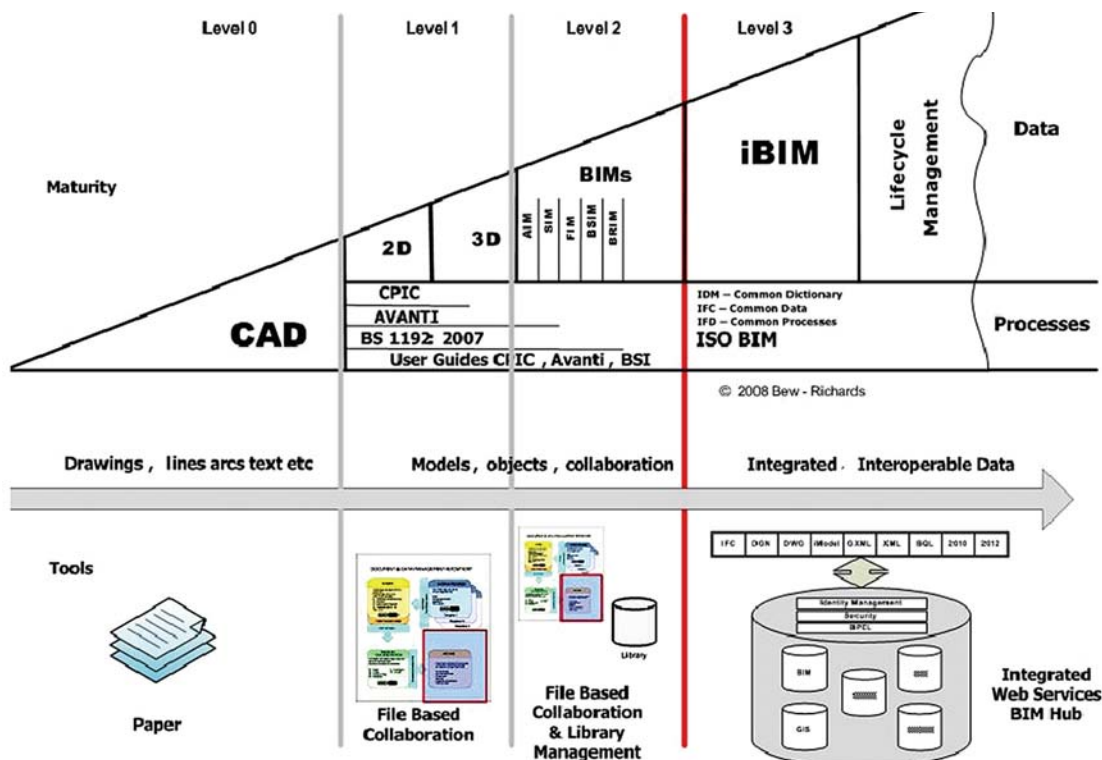 Level 0
Level 1
Level 2
Level 3
Maturity
CAD
2D
3D
BIMs
AIM
SIM
FIM
BSIM
BRIM
iBIM
Lifecycle
Management
Data
CPIC
AVANTI
BS 1192: 2007
User Guides CPIC , Avanti , BSI
IDM – Common Dictionary
IFC – Common Data
IFD – Common Processes
ISO BIM
Processes
© 2008 Bew - Richards
Drawings , lines arcs text etc
Models , objects , collaboration
Integrated , Interoperable Data
Tools
Paper
File Based
Collaboration
Library
File Based
Collaboration
& Library
Management
IFC DGN DWG iModel GXML XML SQL 2010 2012
Identity Management
Security
BPEL
BIM
GIS
Integrated
Web Services
BIM Hub